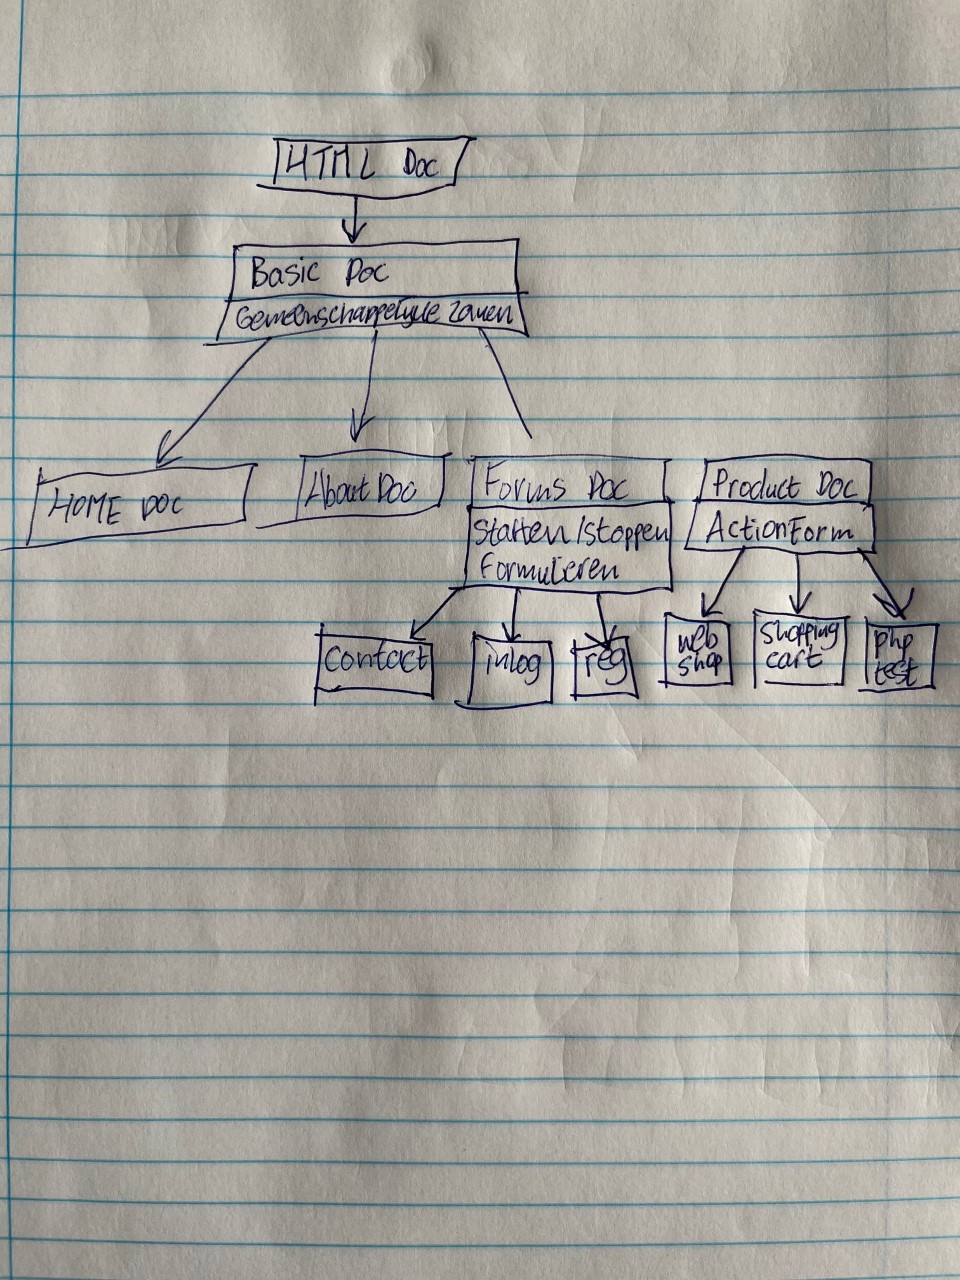 HTML Doc
Basic Doc
Gemeenschappelijke zaken
HOME DOC
About Doc
Forms Doc
Product Doc
Starten/stoppen
ActionForm
Formulieren
Contact
inlog
reg
web
shop
Shopping
cart
php
test